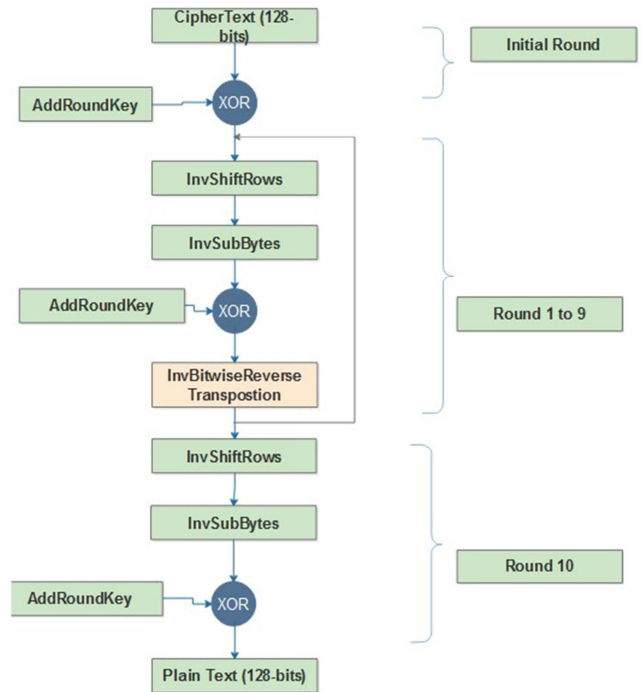 CipherText (128-
bits)
Initial Round
AddRoundKey
XOR
InvShiftRows
InvSubBytes
AddRoundKey
XOR
Round 1 to 9
InvBitwiseReverse
Transpostion
InvShiftRows
InvSubBytes
Round 10
AddRoundKey
XOR
Plain Text (128-bits)